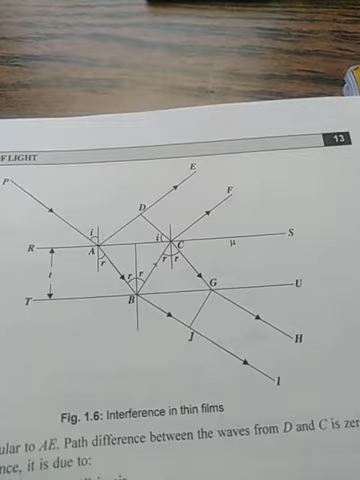 FLIGHT
13
P
E
D
F
i
i
R
A
C
S
r
r
r
μ
t
r
r
T
B
G
U
J
H
I
Fig. 1.6: Interference in thin films
ular to AE. Path difference between the waves from D and C is zer
nce, it is due to: